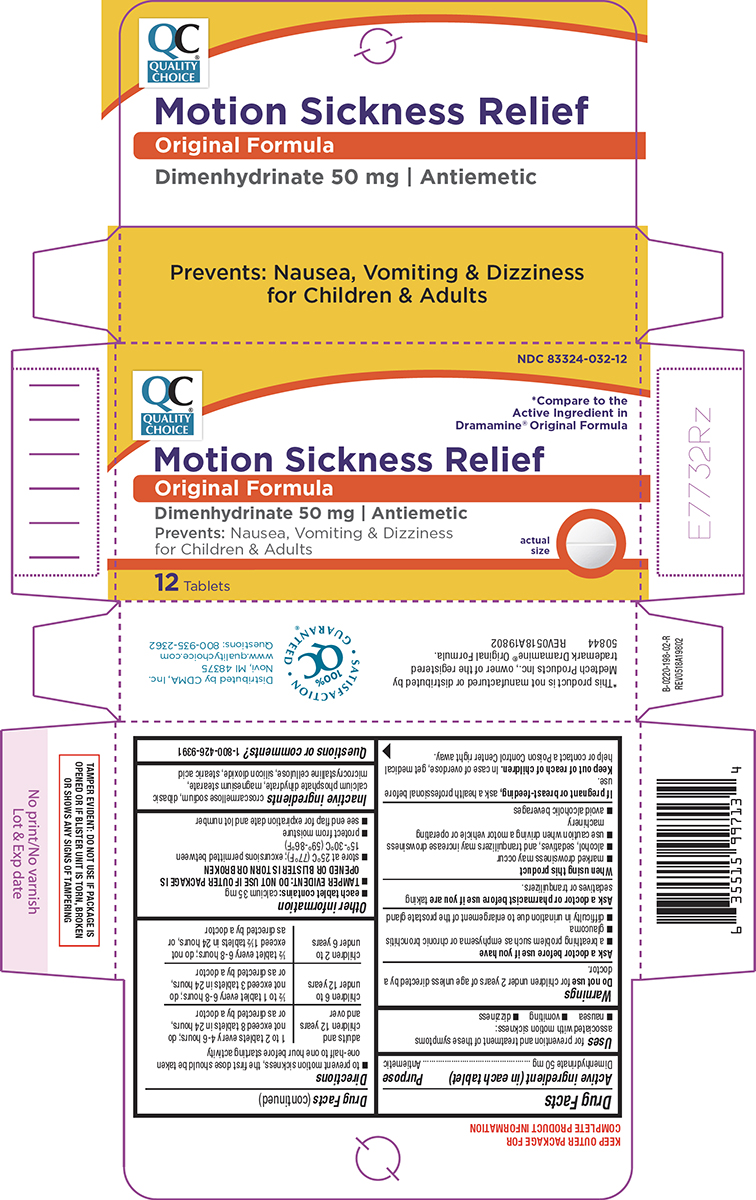 QC
QUALITY
CHOICE®
Motion Sickness Relief
Original Formula
Dimenhydrinate 50 mg | Antiemetic
Prevents: Nausea, Vomiting & Dizziness
for Children & Adults
NDC 83324-032-12
QC
QUALITY
CHOICE®
*Compare to the
Active Ingredient in
Dramamine® Original Formula
Motion Sickness Relief
Original Formula
Dimenhydrinate 50 mg | Antiemetic
Prevents: Nausea, Vomiting & Dizziness
for Children & Adults
actual
size
12 Tablets
E7732Rz
*This product is not manufactured or distributed by
Medtech Products Inc., owner of the registered
trademark Dramamine® Original Formula.
50844 REV0518A19802
SATISFACTION GUARANTEED®
100%
QC
Distributed by CDMA, Inc.
Novi, MI 48375
www.qualitychoice.com
Questions: 800-935-2362
B-0220-198-02-R
REV0518A19802
KEEP OUTER PACKAGE FOR
COMPLETE PRODUCT INFORMATION
Drug Facts
Active ingredient (in each tablet) Purpose
Dimenhydrinate 50 mg ........ Antiemetic
Uses for prevention and treatment of these symptoms
associated with motion sickness:
■ nausea ■ vomiting ■ dizziness
Warnings
Do not use for children under 2 years of age unless directed by a
doctor.
Ask a doctor before use if you have
■ a breathing problem such as emphysema or chronic bronchitis
■ glaucoma
■ difficulty in urination due to enlargement of the prostate gland
Ask a doctor or pharmacist before use if you are taking
sedatives or tranquilizers.
When using this product
■ marked drowsiness may occur
■ alcohol, sedatives, and tranquilizers may increase drowsiness
■ use caution when driving a motor vehicle or operating
machinery
■ avoid alcoholic beverages
If pregnant or breast-feeding, ask a health professional before
use.
Keep out of reach of children. In case of overdose, get medical
help or contact a Poison Control Center right away.
Drug Facts (continued)
Directions
■ to prevent motion sickness, the first dose should be taken
one-half to one hour before starting activity
adults and
children 12 years
and over
1 to 2 tablets every 4-6 hours; do
not exceed 8 tablets in 24 hours,
or as directed by a doctor
children 6 to
under 12 years
½ to 1 tablet every 6-8 hours; do
not exceed 3 tablets in 24 hours,
or as directed by a doctor
children 2 to
under 6 years
½ tablet every 6-8 hours; do not
exceed 1½ tablets in 24 hours, or
as directed by a doctor
Other information
■ each tablet contains: calcium 35 mg
■ TAMPER EVIDENT: DO NOT USE IF OUTER PACKAGE IS
OPENED OR BLISTER IS TORN OR BROKEN
■ store at 25°C (77°F); excursions permitted between
15°-30°C (59°-86°F)
■ protect from moisture
■ see end flap for expiration date and lot number
Inactive ingredients croscarmellose sodium, dibasic
calcium phosphate dihydrate, magnesium stearate,
microcrystalline cellulose, silicon dioxide, stearic acid
Questions or comments? 1-800-426-9391
TAMPER EVIDENT: DO NOT USE IF PACKAGE IS
OPENED OR IF BLISTER UNIT IS TORN, BROKEN
OR SHOWS ANY SIGNS OF TAMPERING
No print/No varnish
Lot & Exp date
6 35515 99713 4